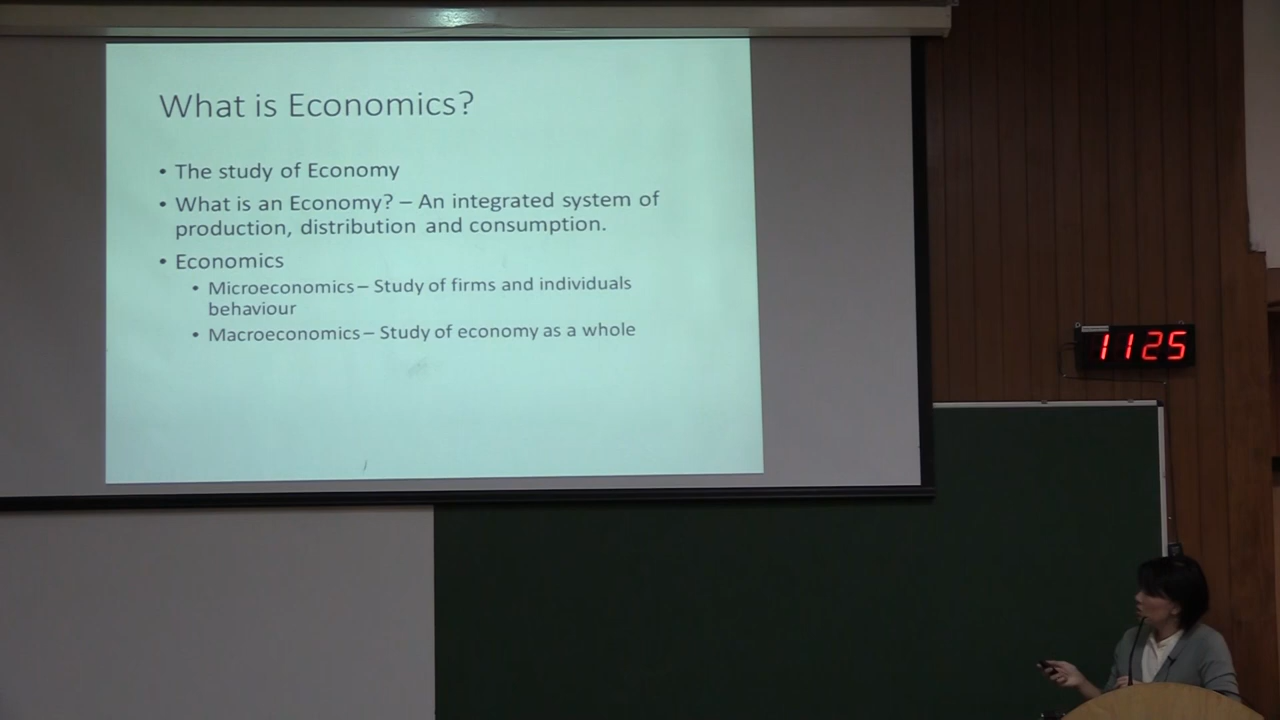 What is Economics?
• The study of Economy
• What is an Economy? – An integrated system of
production, distribution and consumption.
• Economics
• Microeconomics – Study of firms and individuals
behaviour
• Macroeconomics – Study of economy as a whole
1125